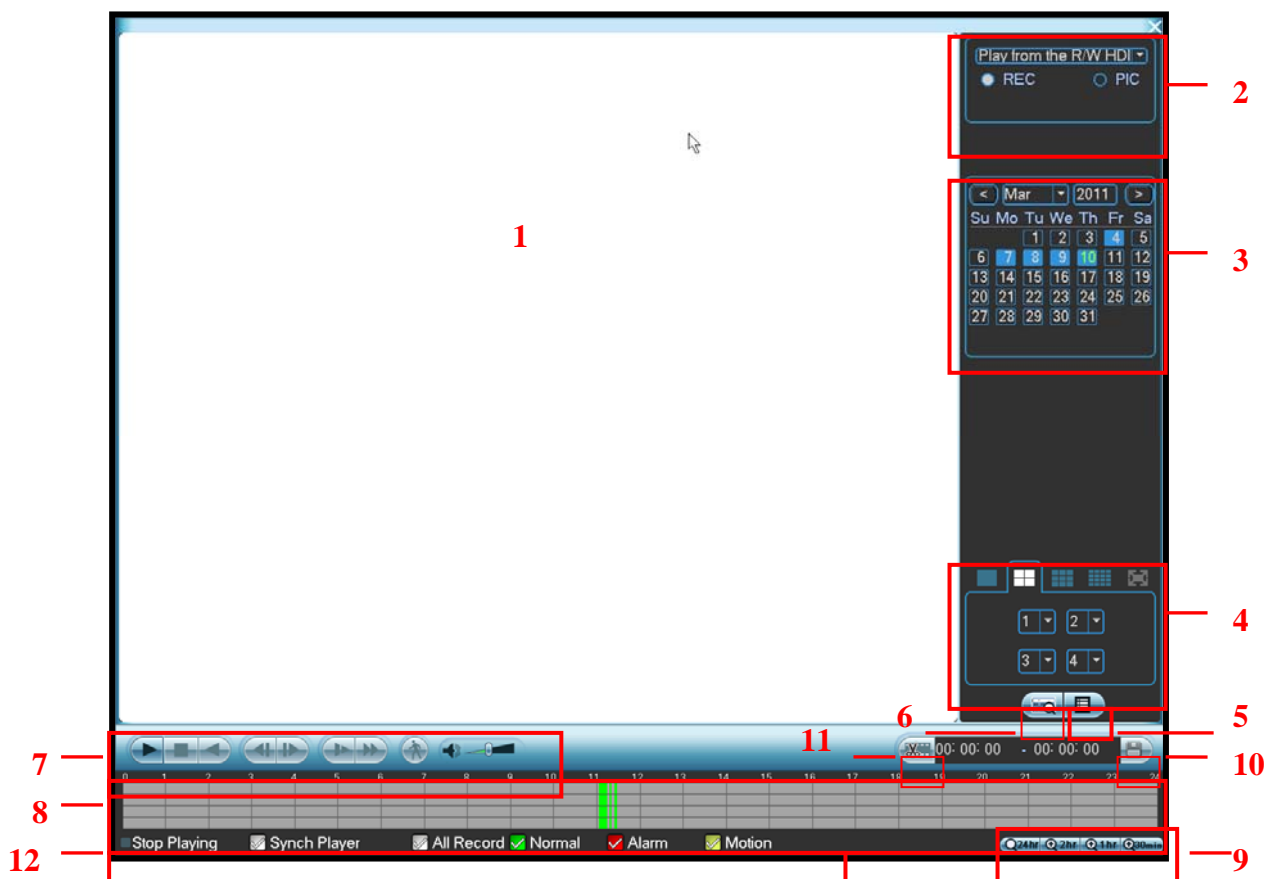 Play from the R/W HDI
REC PIC
2
< Mar 2011 >
Su Mo Tu We Th Fr Sa
1 2 3 4 5
6 7 8 9 10 11 12
13 14 15 16 17 18 19
20 21 22 23 24 25 26
27 28 29 30 31
3
1
1 2
3 4
4
6
5
11
00: 00: 00 - 00: 00: 00
10
7
0 1 2 3 4 5 6 7 8 9 10 11 12 13 14 15 16 17 18 19 20 21 22 23 24
8
Stop Playing Synch Player All Record Normal Alarm Motion
24hr 2hr 1hr 30min
12
9